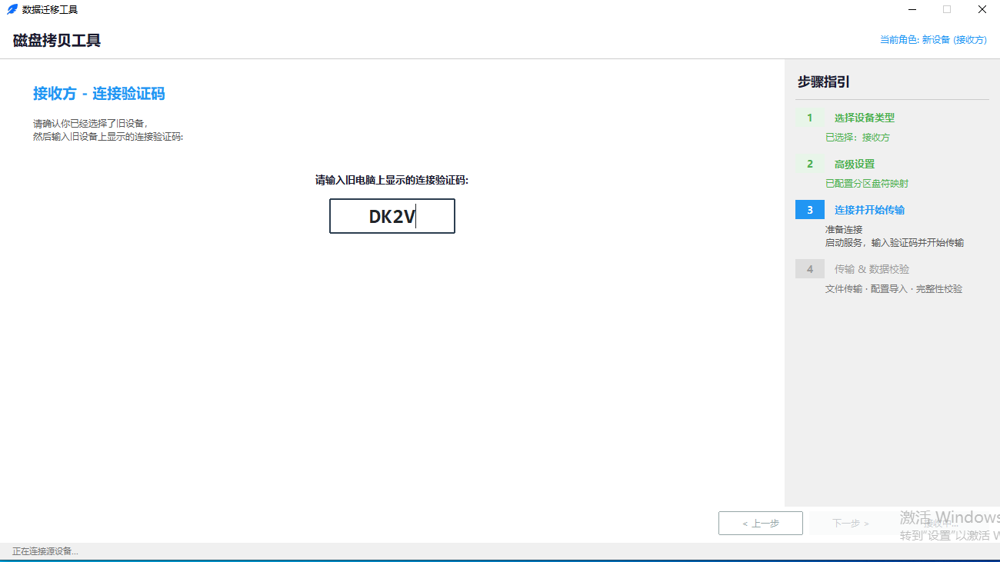 数据迁移工具
磁盘拷贝工具
当前角色: 新设备 (接收方)
接收方 - 连接验证码
请确认你已经选择了旧设备，
然后输入旧设备上显示的连接验证码:
请输入旧电脑上显示的连接验证码:
DK2V
步骤指引
1 选择设备类型
已选择：接收方
2 高级设置
已配置分区盘符映射
3 连接并开始传输
准备连接
启动服务，输入验证码并开始传输
4 传输 & 数据校验
文件传输 · 配置导入 · 完整性校验
< 上一步
下一步 >
接收中...
激活 Windows
转到"设置"以激活 W
正在连接源设备...